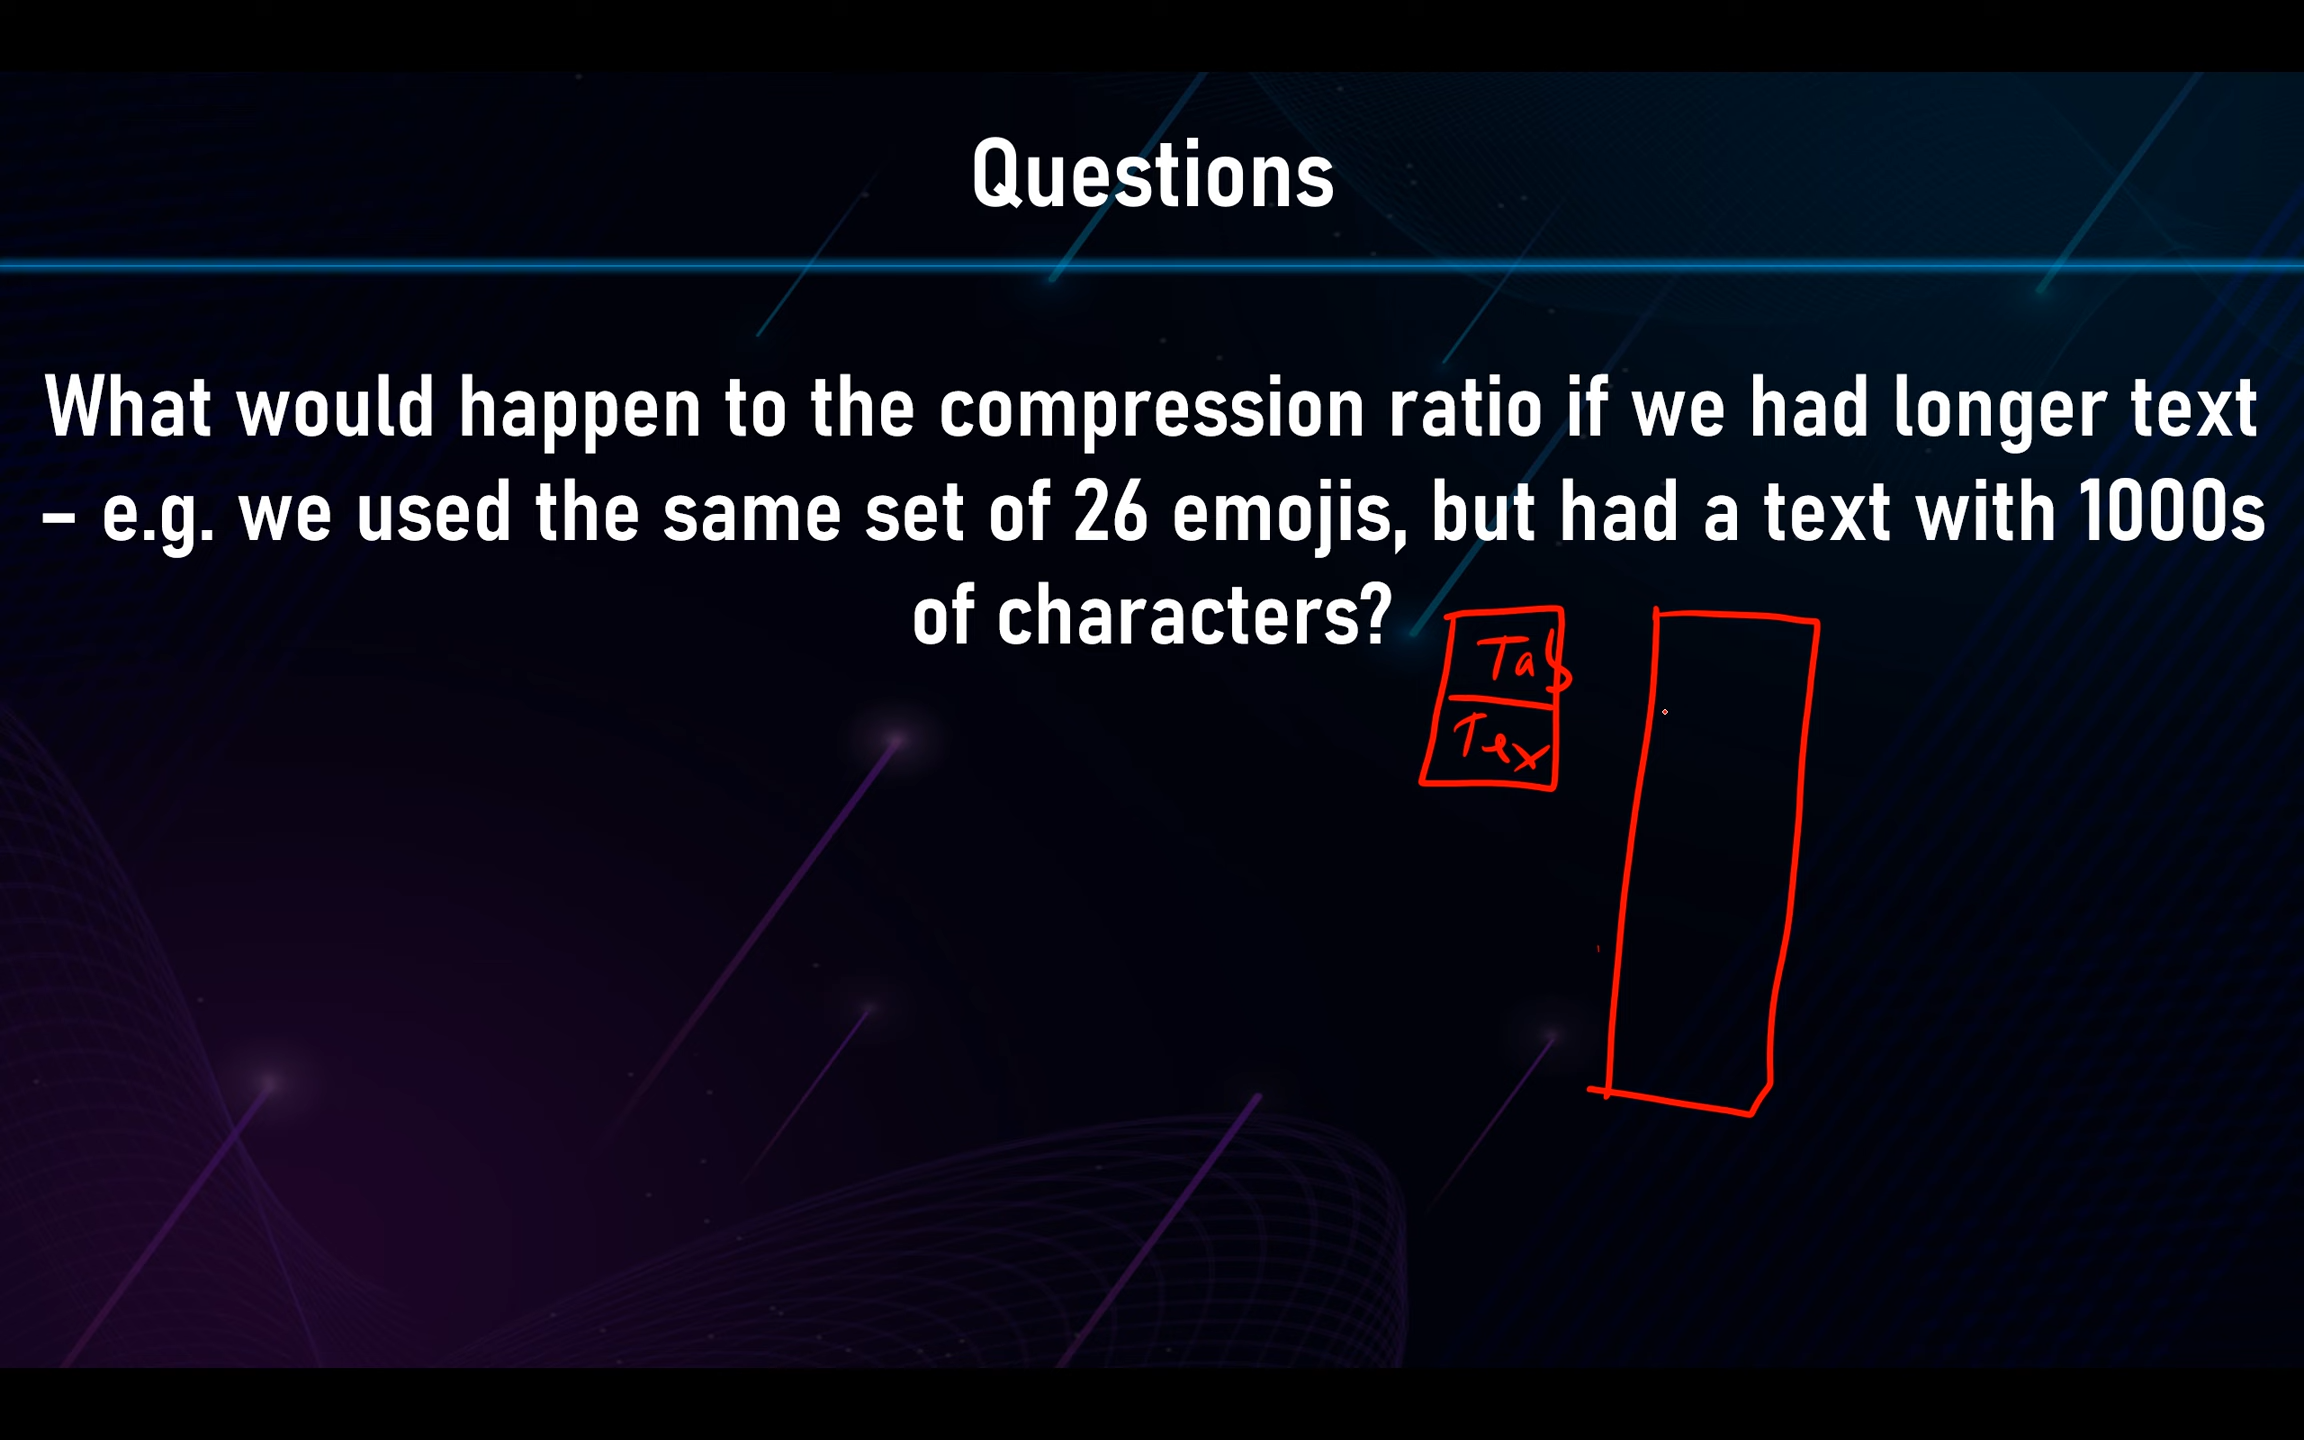 Questions
What would happen to the compression ratio if we had longer text
– e.g. we used the same set of 26 emojis, but had a text with 1000s
of characters?
Tab
Tex